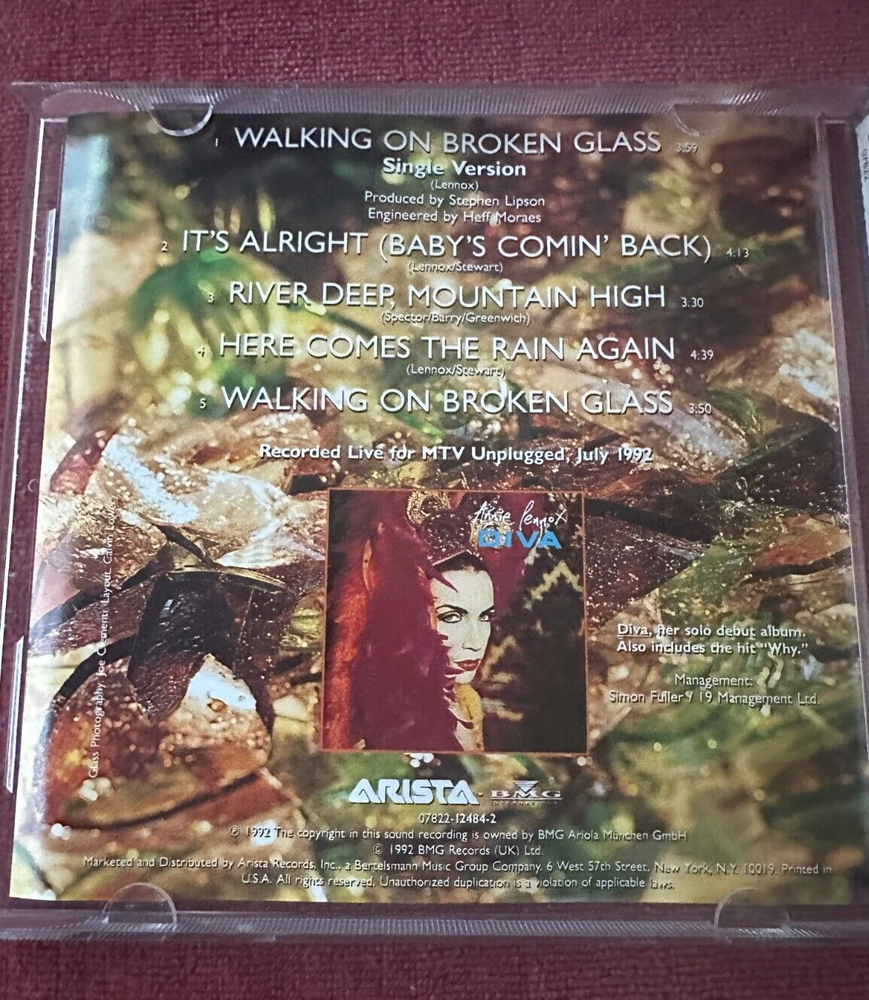 1 WALKING ON BROKEN GLASS 3:59
Single Version
(Lennox)
Produced by Stephen Lipson
Engineered by Heff Moraes
2 IT'S ALRIGHT (BABY'S COMIN' BACK) 4:13
(Lennox/Stewart)
3 RIVER DEEP, MOUNTAIN HIGH 3:30
(Spector/Barry/Greenwich)
4 HERE COMES THE RAIN AGAIN 4:39
(Lennox/Stewart)
5 WALKING ON BROKEN GLASS 3:50
Recorded Live for MTV Unplugged, July 1992
Annie Lennox
DIVA
Diva, her solo debut album.
Also includes the hit "Why."
Management:
Simon Fuller / 19 Management Ltd.
Glass Photography: Joe Clement: Layout:
ARISTA BMG
INTERNATIONAL
07822-12484-2
℗ 1992 The copyright in this sound recording is owned by BMG Ariola Munchen GmbH
© 1992 BMG Records (UK) Ltd.
Marketed and Distributed by Arista Records, Inc., a Bertelsmann Music Group Company. 6 West 57th Street, New York, N.Y. 10019. Printed in
U.S.A. All rights reserved. Unauthorized duplication is a violation of applicable laws.